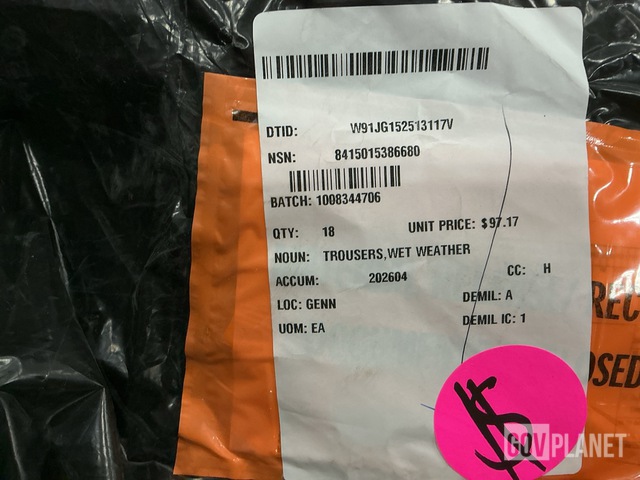 DTID: W91JG152513117V
NSN: 8415015386680
BATCH: 1008344706
QTY: 18 UNIT PRICE: $97.17
NOUN: TROUSERS,WET WEATHER
ACCUM: 202604 CC: H
LOC: GENN DEMIL: A
UOM: EA DEMIL IC: 1
REC
OSED
GOVPLANET